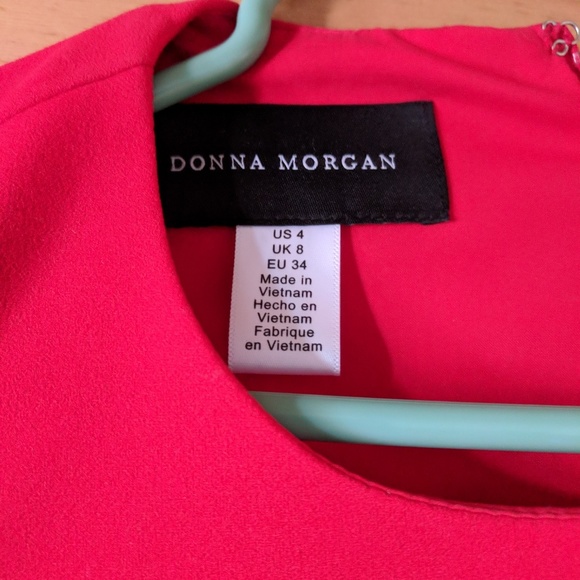 DONNA MORGAN
US 4
UK 8
EU 34
Made in
Vietnam
Hecho en
Vietnam
Fabrique
en Vietnam